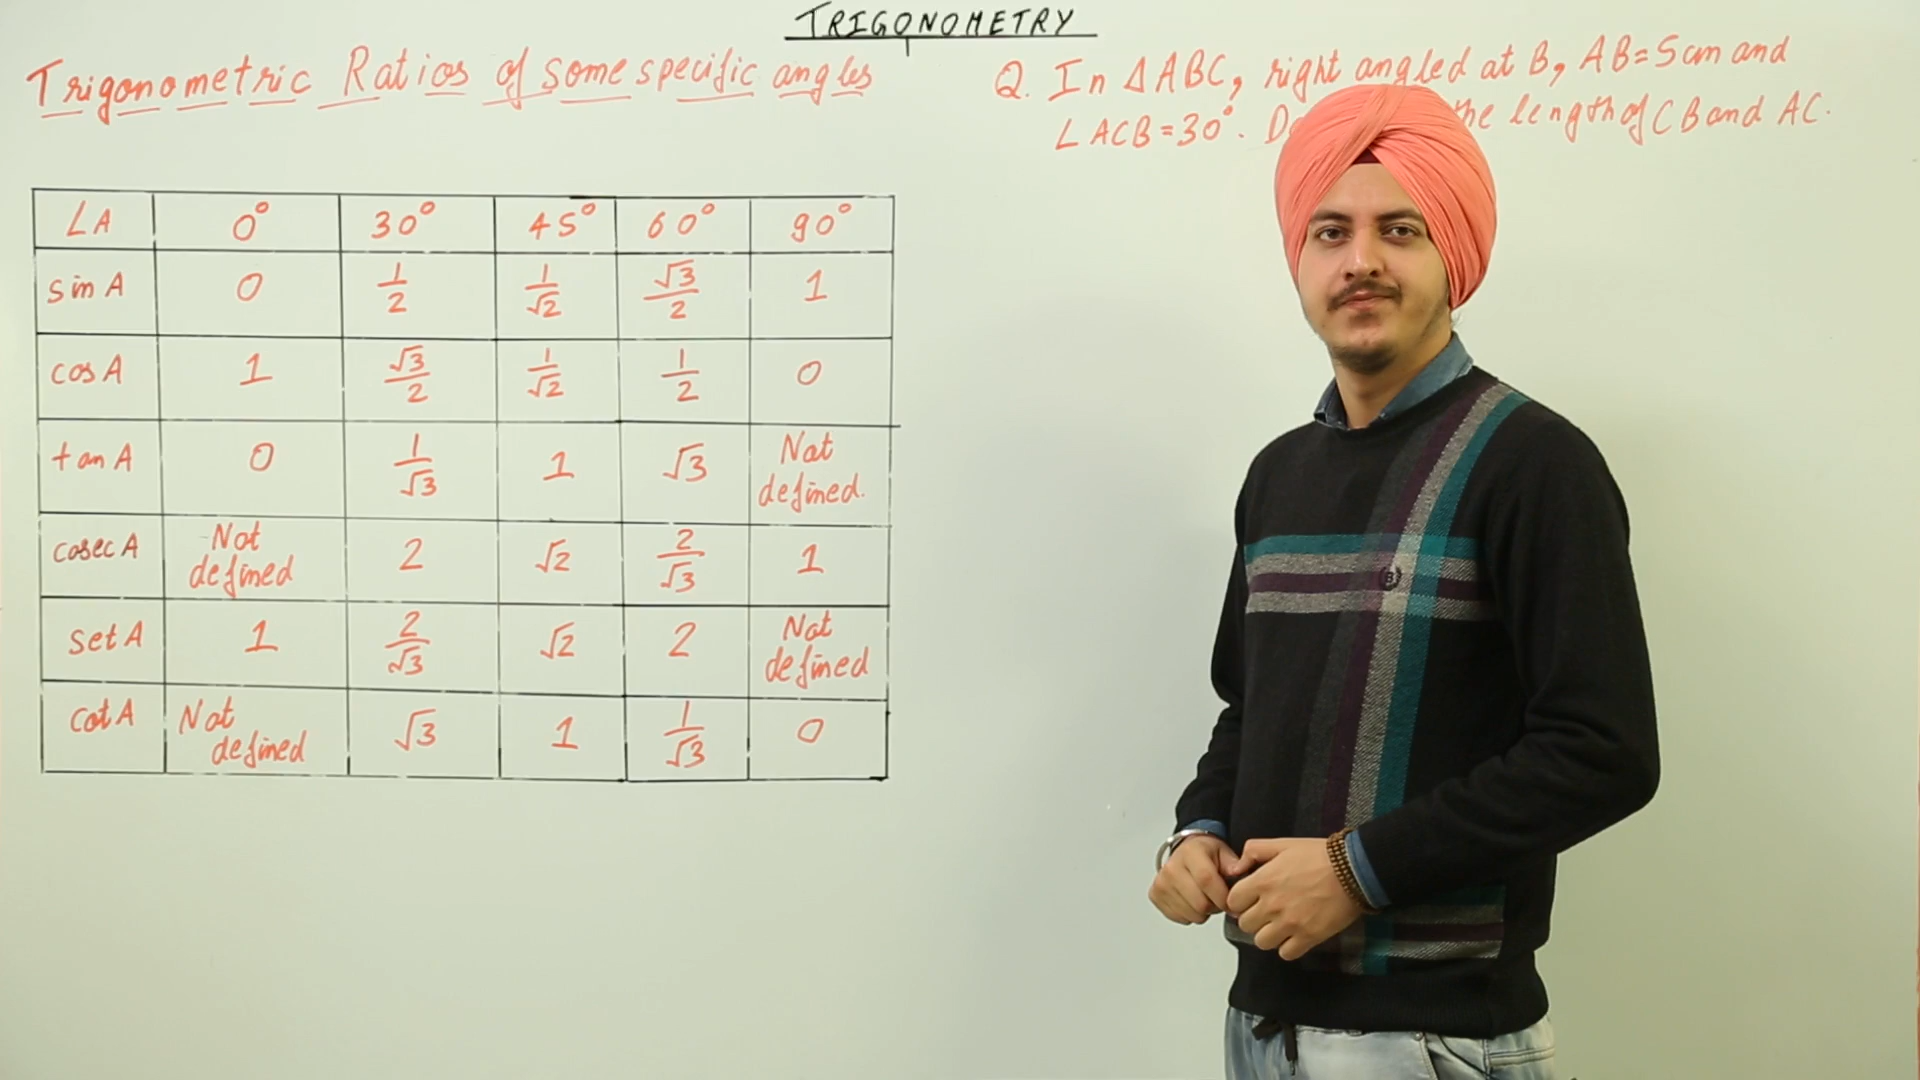 TRIGONOMETRY
Trigonometric Ratios of some specific angles
Q. In ΔABC, right angled at B, AB=5cm and
∠ACB=30°. the length of CB and AC.
∠A 0° 30° 45° 60° 90°
sin A 0 1/2 1/√2 √3/2 1
cos A 1 √3/2 1/√2 1/2 0
tan A 0 1/√3 1 √3 Not defined.
cosec A Not defined 2 √2 2/√3 1
set A 1 2/√3 √2 2 Not defined
cot A Not defined √3 1 1/√3 0
B